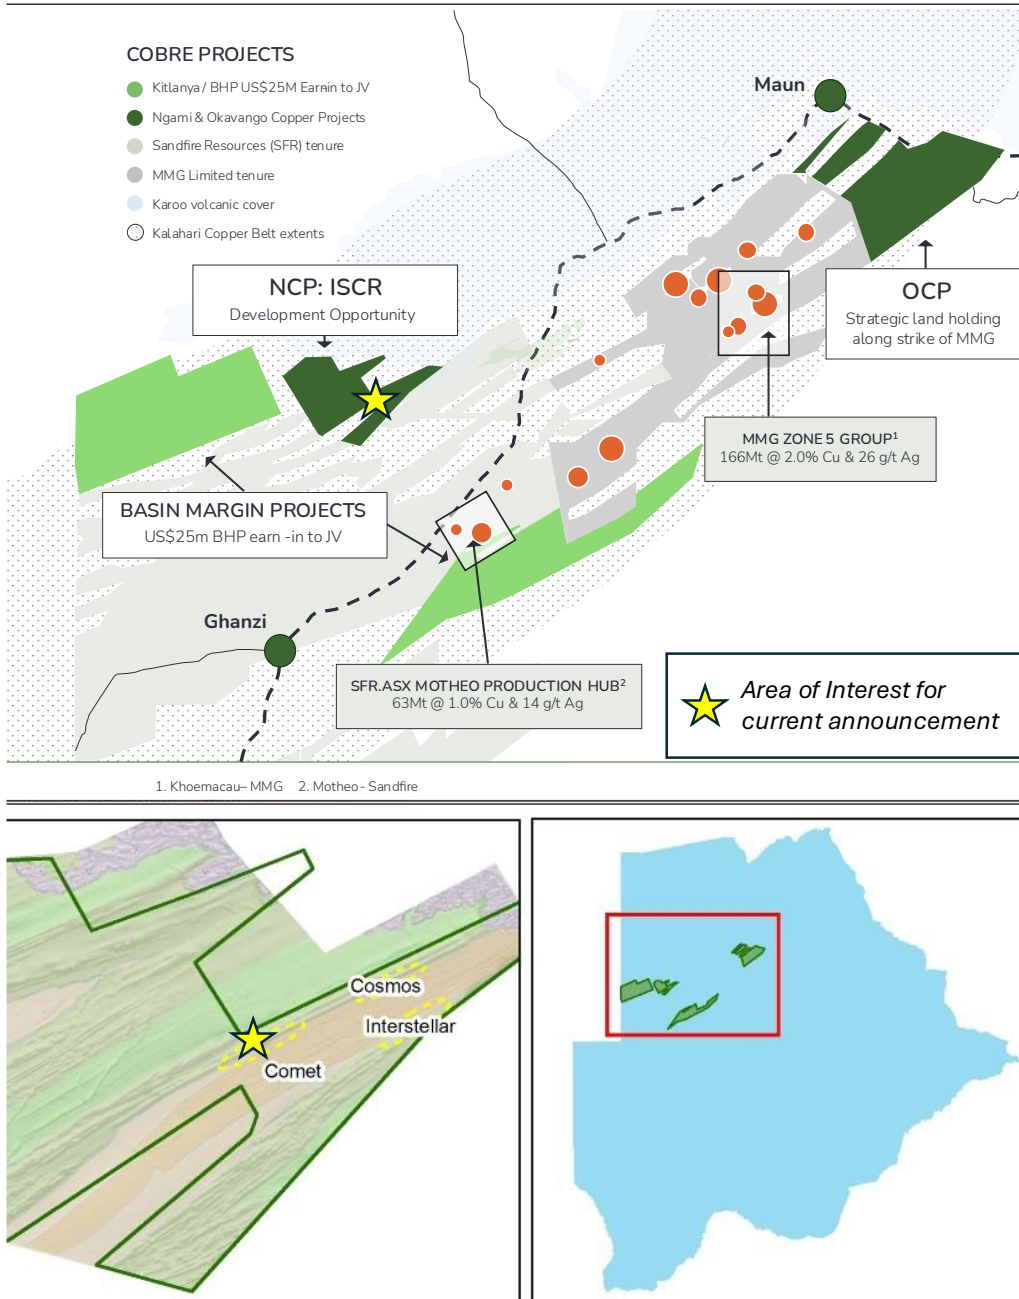 COBRE PROJECTS
Kitlanya / BHP US$25M Earnin to JV
Ngami & Okavango Copper Projects
Sandfire Resources (SFR) tenure
MMG Limited tenure
Karoo volcanic cover
Kalahari Copper Belt extents
Maun
NCP: ISCR
Development Opportunity
OCP
Strategic land holding
along strike of MMG
MMG ZONE 5 GROUP¹
166Mt @ 2.0% Cu & 26 g/t Ag
BASIN MARGIN PROJECTS
US$25m BHP earn -in to JV
Ghanzi
SFR.ASX MOTHEO PRODUCTION HUB²
63Mt @ 1.0% Cu & 14 g/t Ag
Area of Interest for
current announcement
1. Khoemacau– MMG 2. Motheo - Sandfire
Cosmos
Interstellar
Comet